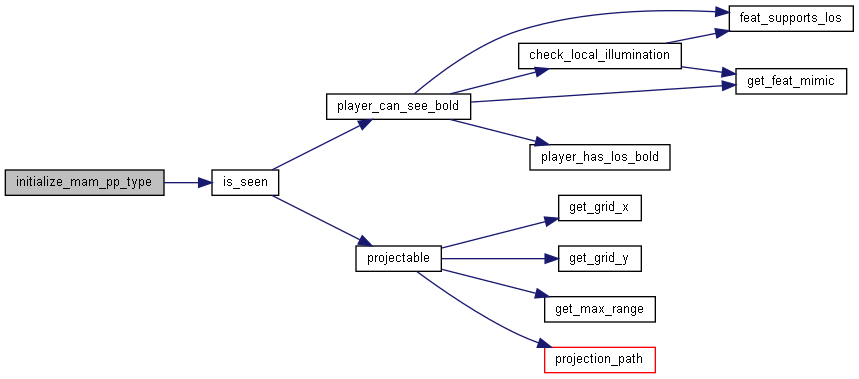 feat_supports_los
check_local_illumination
get_feat_mimic
player_can_see_bold
player_has_los_bold
initialize_mam_pp_type
is_seen
get_grid_x
projectable
get_grid_y
get_max_range
projection_path